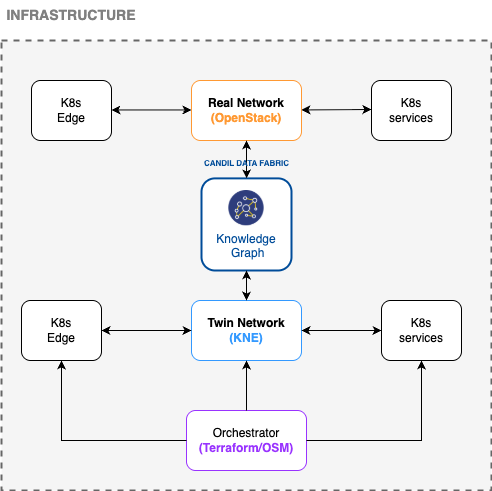 INFRASTRUCTURE
K8s
Edge
Real Network
(OpenStack)
K8s
services
CANDIL DATA FABRIC
Knowledge
Graph
K8s
Edge
Twin Network
(KNE)
K8s
services
Orchestrator
(Terraform/OSM)